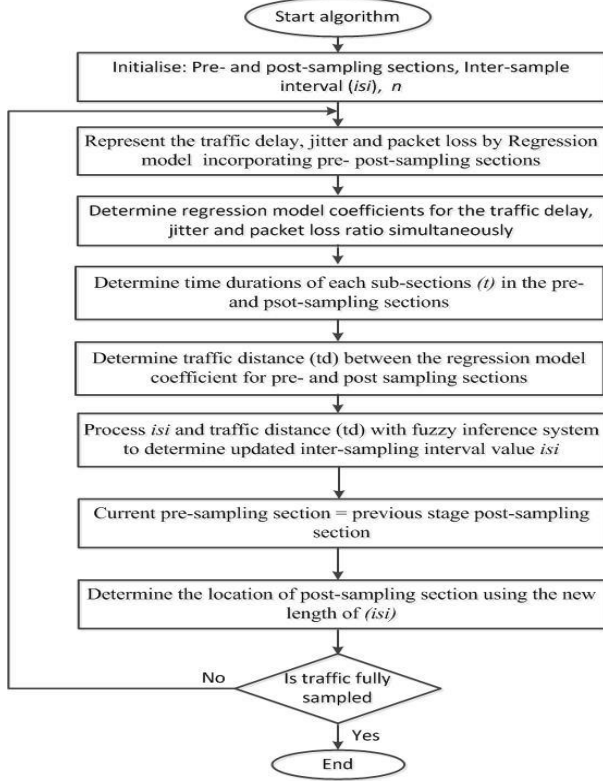 Start algorithm
Initialise: Pre- and post-sampling sections, Inter-sample
interval (isi), n
Represent the traffic delay, jitter and packet loss by Regression
model incorporating pre- post-sampling sections
Determine regression model coefficients for the traffic delay,
jitter and packet loss ratio simultaneously
Determine time durations of each sub-sections (t) in the pre-
and psot-sampling sections
Determine traffic distance (td) between the regression model
coefficient for pre- and post sampling sections
Process isi and traffic distance (td) with fuzzy inference system
to determine updated inter-sampling interval value isi
Current pre-sampling section = previous stage post-sampling
section
Determine the location of post-sampling section using the new
length of (isi)
No
Is traffic fully
sampled
Yes
End